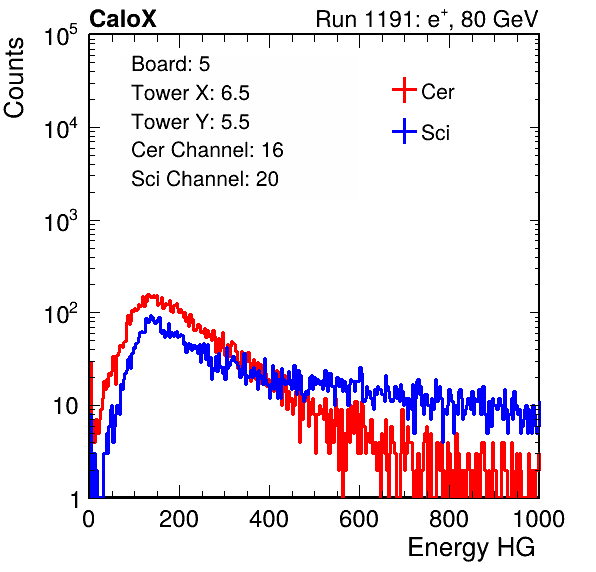 CaloX Run 1191: e⁺, 80 GeV
Counts
10⁵
10⁴
10³
10²
10
1
Board: 5
Tower X: 6.5
Tower Y: 5.5
Cer Channel: 16
Sci Channel: 20
Cer
Sci
0 200 400 600 800 1000
Energy HG